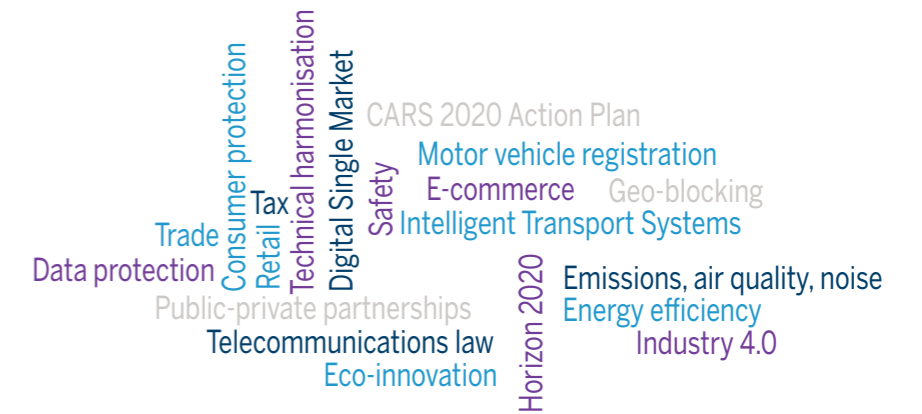 Consumer protection
Technical harmonisation
Digital Single Market
CARS 2020 Action Plan
Motor vehicle registration
Safety
E-commerce
Geo-blocking
Tax
Retail
Intelligent Transport Systems
Trade
Data protection
Horizon 2020
Emissions, air quality, noise
Public-private partnerships
Energy efficiency
Telecommunications law
Industry 4.0
Eco-innovation